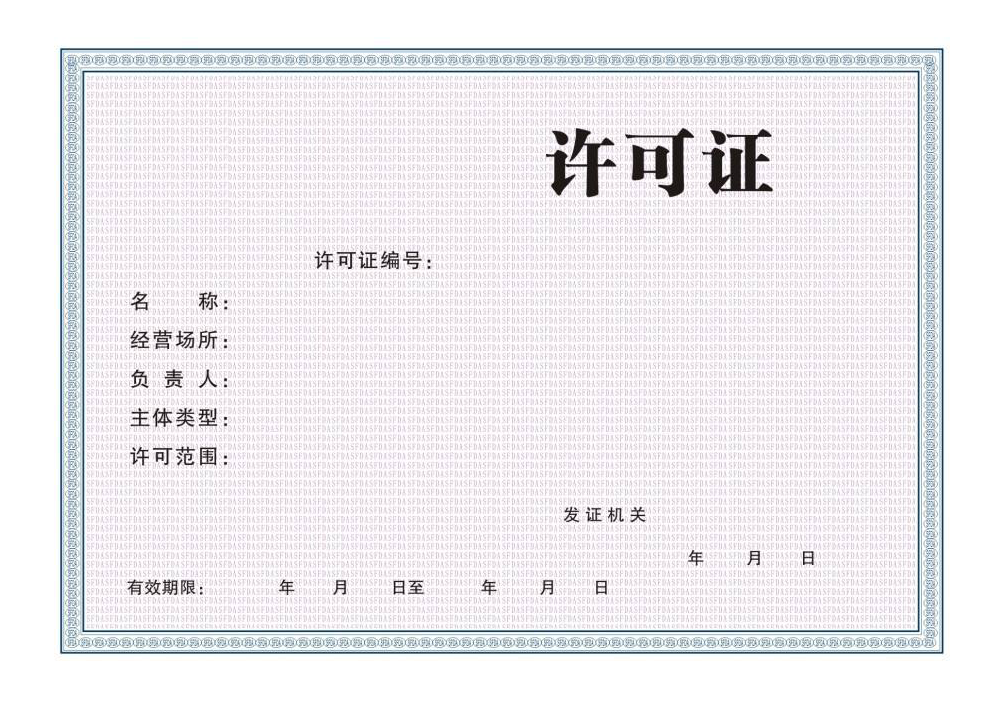 许可证
许可证编号：
名 称：
经营场所：
负 责 人：
主体类型：
许可范围：
发证机关
年 月 日
有效期限： 年 月 日至 年 月 日